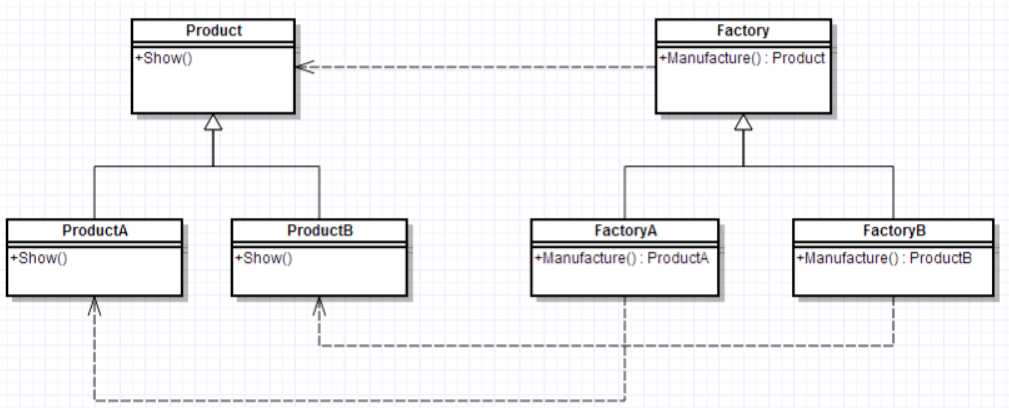 Product
+Show()
Factory
+Manufacture() : Product
ProductA
+Show()
ProductB
+Show()
FactoryA
+Manufacture() : ProductA
FactoryB
+Manufacture() : ProductB